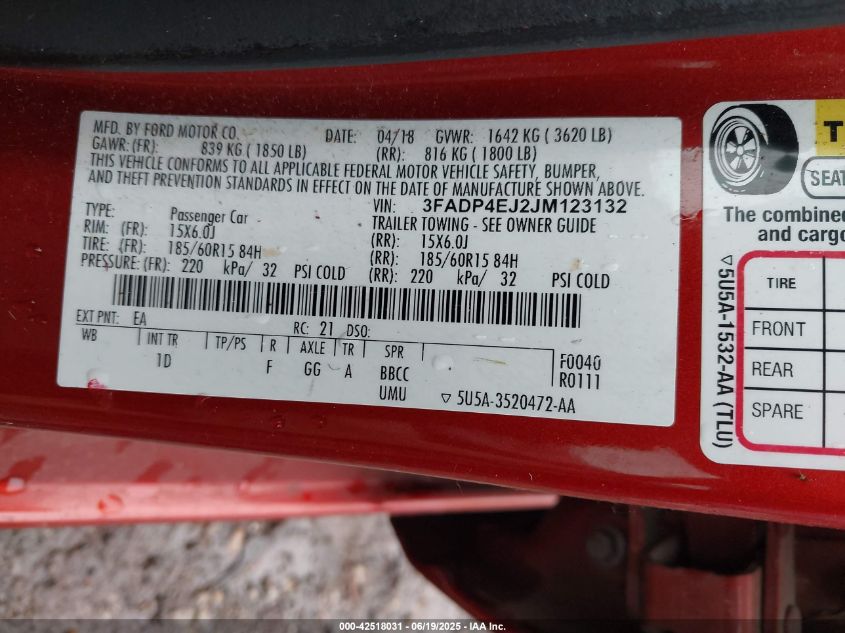 MFD. BY FORD MOTOR CO. DATE: 04/18 GVWR: 1642 KG ( 3620 LB)
GAWR: (FR): 839 KG ( 1850 LB) (RR): 816 KG ( 1800 LB)
THIS VEHICLE CONFORMS TO ALL APPLICABLE FEDERAL MOTOR VEHICLE SAFETY, BUMPER,
AND THEFT PREVENTION STANDARDS IN EFFECT ON THE DATE OF MANUFACTURE SHOWN ABOVE.
VIN: 3FADP4EJ2JM123132
TYPE: Passenger Car TRAILER TOWING - SEE OWNER GUIDE
RIM: (FR): 15X6.0J (RR): 15X6.0J
TIRE: (FR): 185/60R15 84H (RR): 185/60R15 84H
PRESSURE: (FR): 220 kPa/ 32 PSI COLD (RR): 220 kPa/ 32 PSI COLD
EXT PNT: EA RC: 21 DSO:
WB INT TR TP/PS R AXLE TR SPR
1D F GG A BBCC
UMU
F0040
R0111
▽ 5U5A-3520472-AA
T
SEAT
The combined
and cargo
▽5U5A-1532-AA (TLU)
TIRE
FRONT
REAR
SPARE
000-42518031 - 06/19/2025 - IAA Inc.